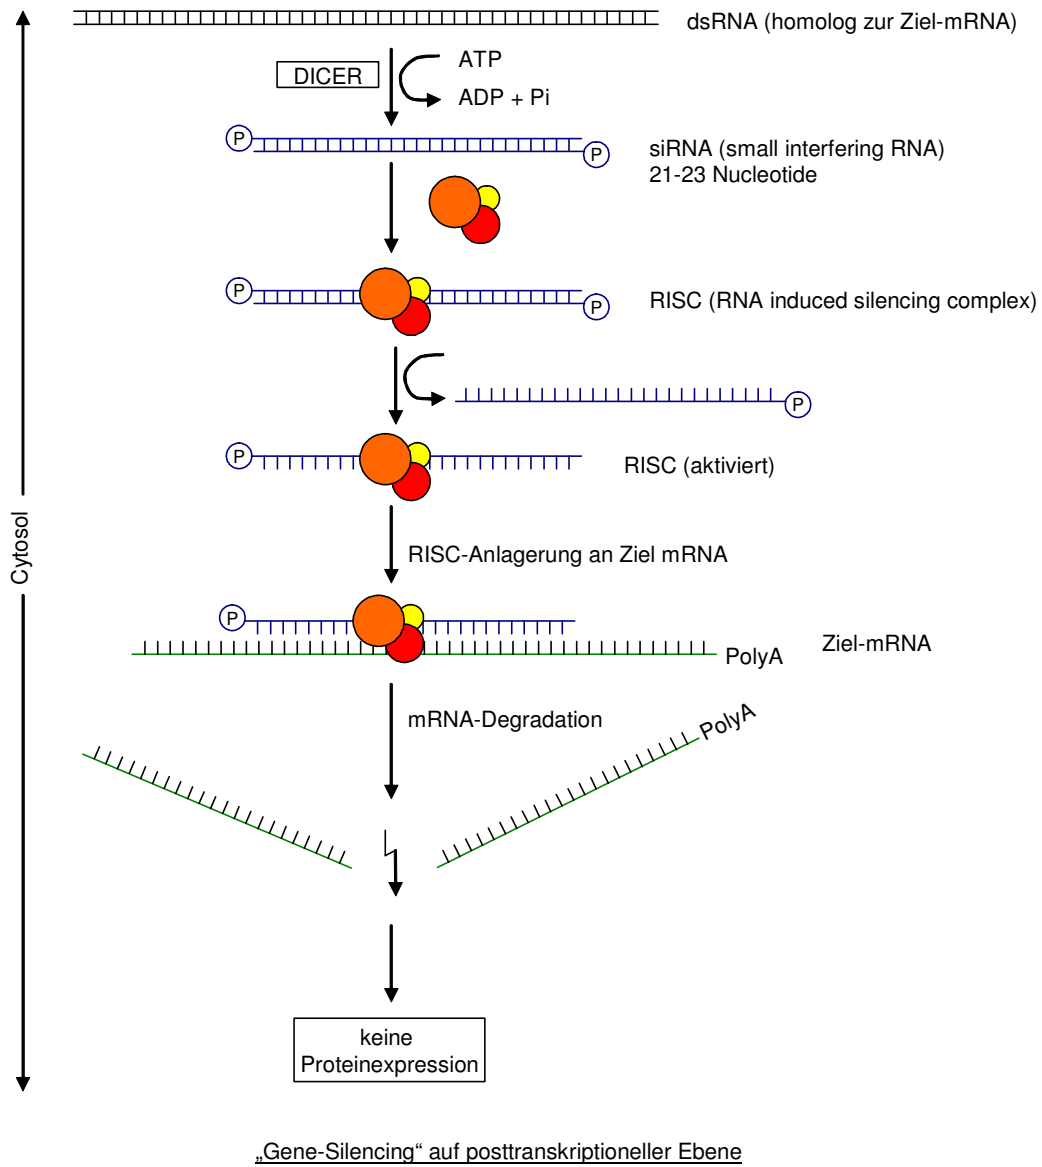 dsRNA (homolog zur Ziel-mRNA)
ATP
DICER
ADP + Pi
P
P
siRNA (small interfering RNA)
21-23 Nucleotide
P
P
RISC (RNA induced silencing complex)
P
P
RISC (aktiviert)
Cytosol
RISC-Anlagerung an Ziel mRNA
P
Ziel-mRNA
PolyA
mRNA-Degradation
PolyA
keine
Proteinexpression
„Gene-Silencing“ auf posttranskriptioneller Ebene